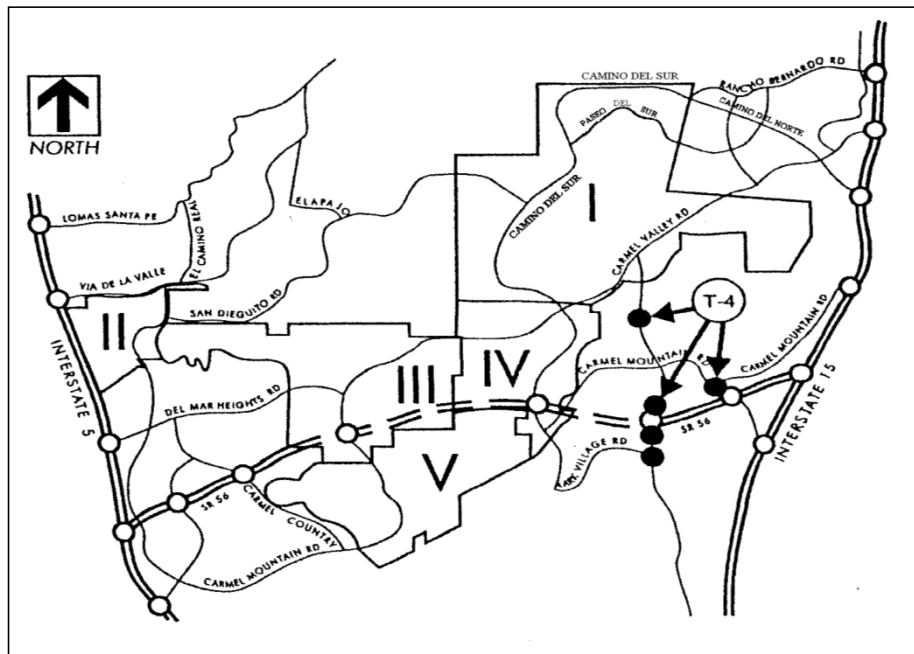 NORTH
CAMINO DEL SUR
RANCHO BERNARDO RD
PASEO DEL SUR
CAMINO DEL NORTE
LOMAS SANTA FE
EL CAMINO REAL
EL APAJO
CAMINO DEL SUR
I
CARMEL VALLEY RD
VIA DE LA VALLE
SAN DIEGUITO RD
T-4
II
INTERSTATE 5
III
IV
CARMEL MOUNTAIN RD
CARMEL MOUNTAIN RD
DEL MAR HEIGHTS RD
INTERSTATE 15
SR 56
V
PARK VILLAGE RD
SR 56
CARMEL COUNTRY
CARMEL MOUNTAIN RD